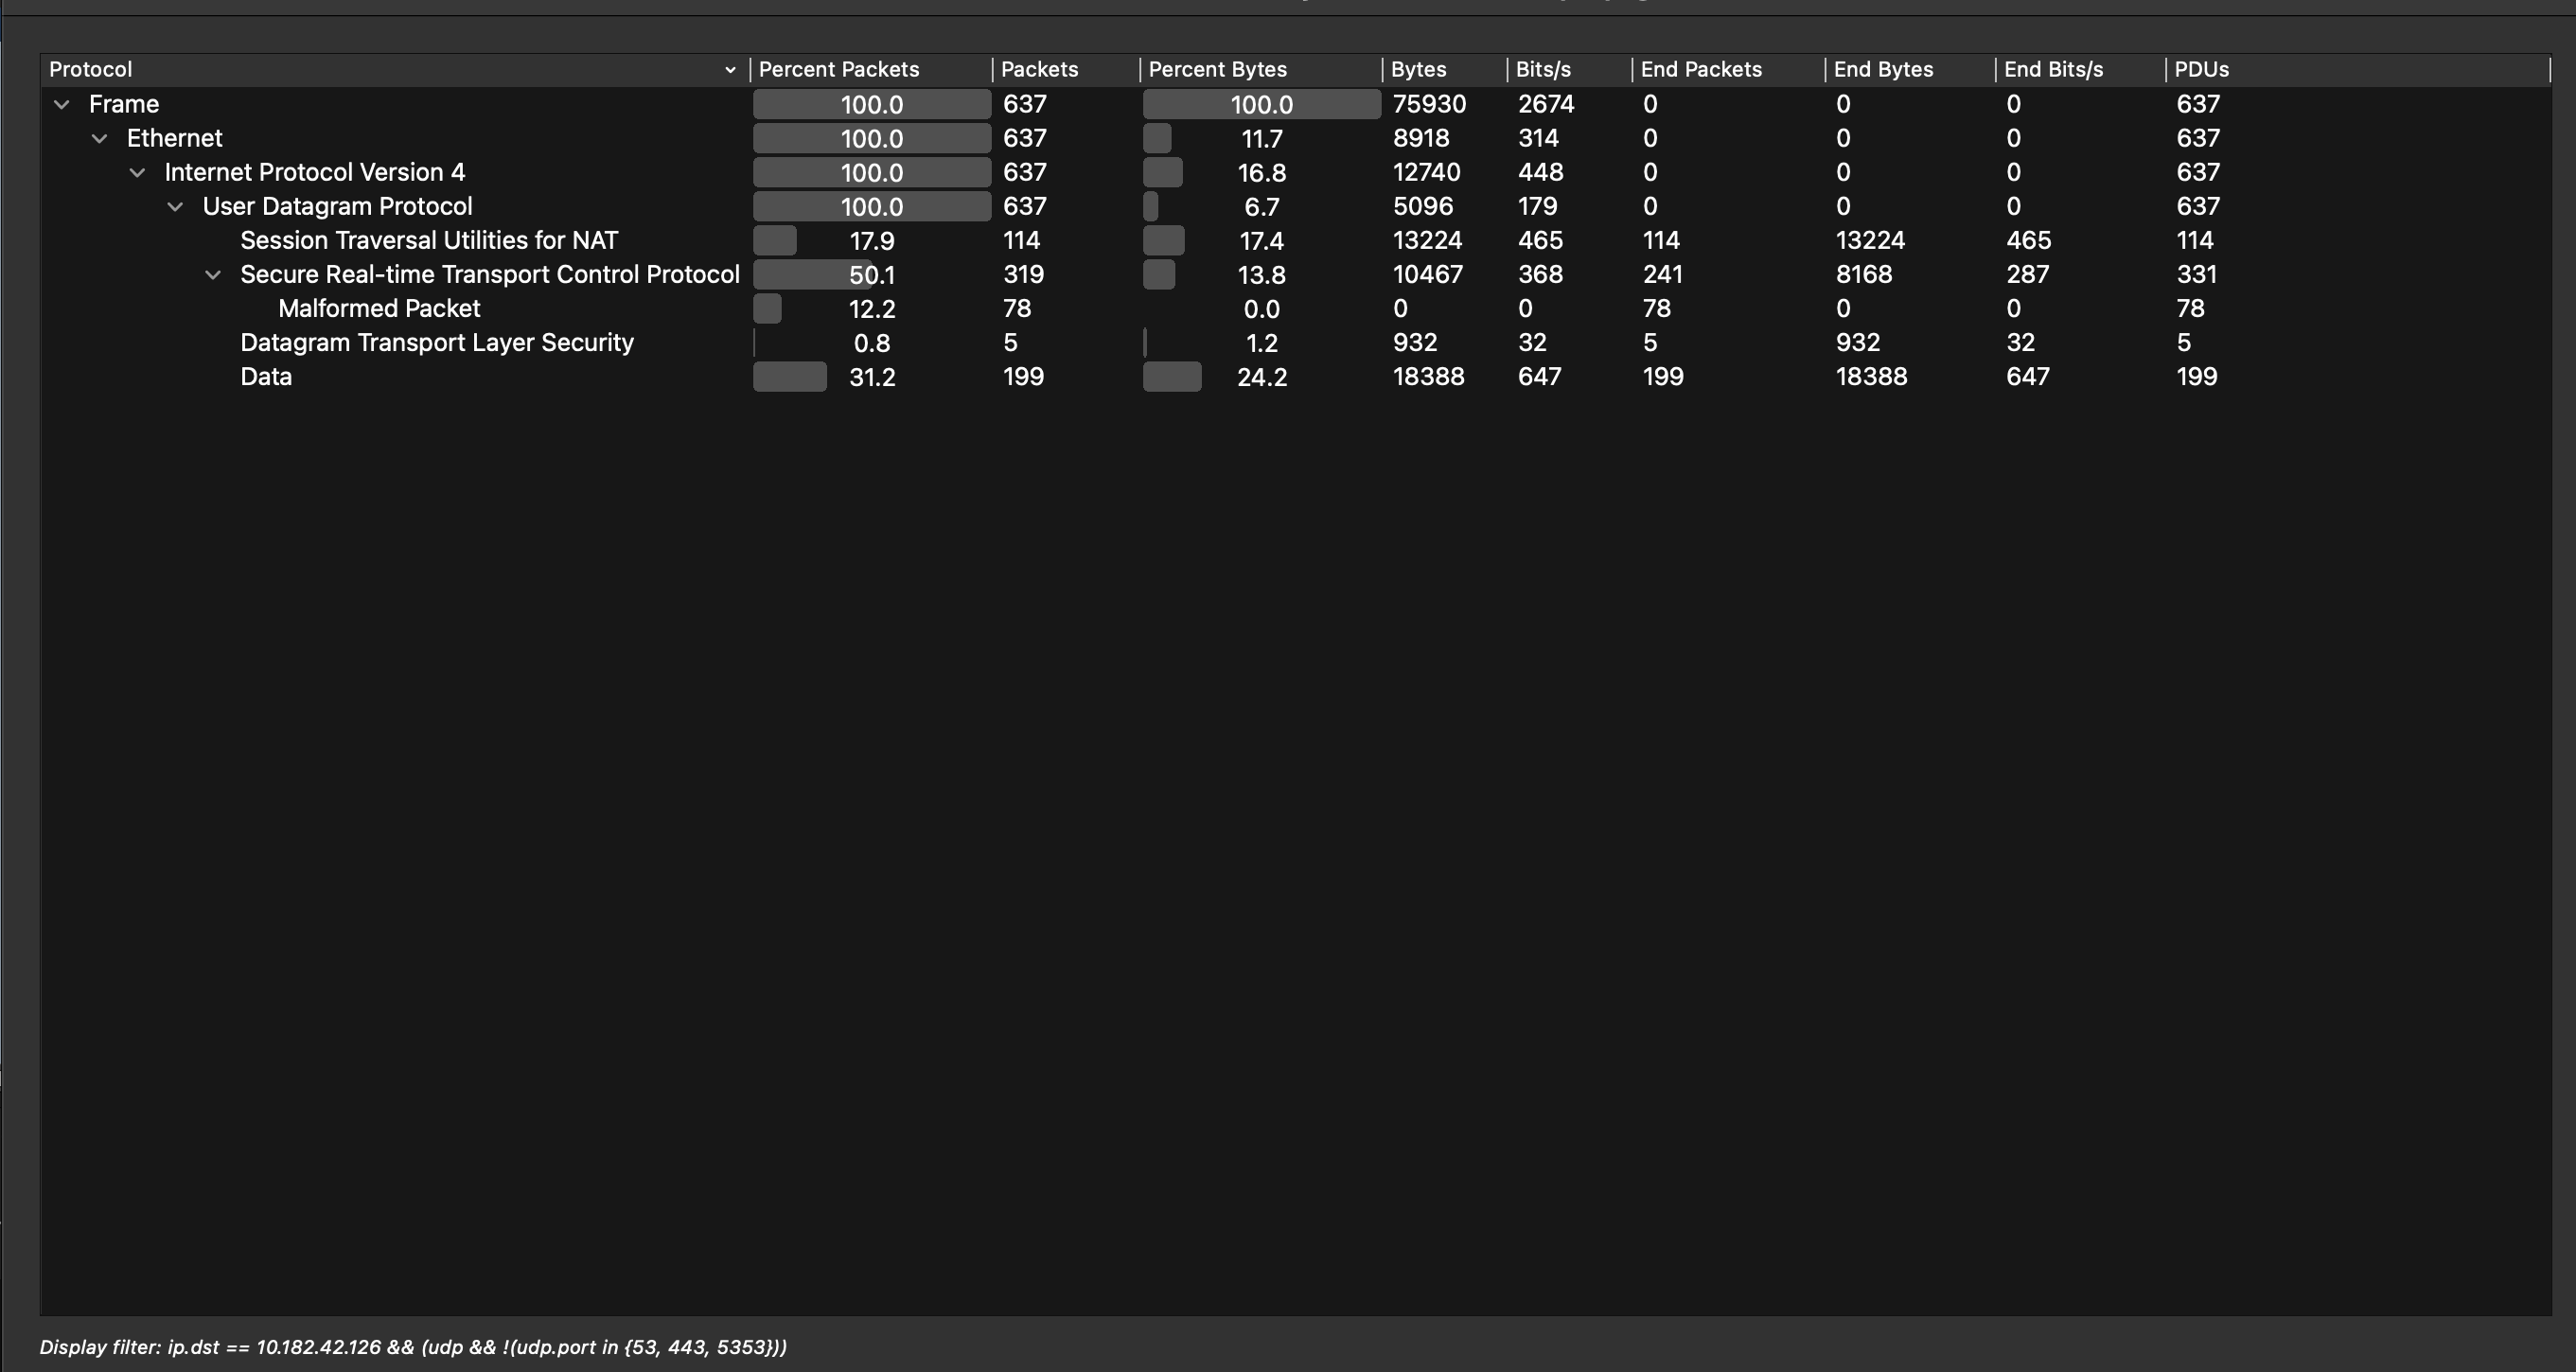 Protocol Percent Packets Packets Percent Bytes Bytes Bits/s End Packets End Bytes End Bits/s PDUs
Frame 100.0 637 100.0 75930 2674 0 0 0 637
Ethernet 100.0 637 11.7 8918 314 0 0 0 637
Internet Protocol Version 4 100.0 637 16.8 12740 448 0 0 0 637
User Datagram Protocol 100.0 637 6.7 5096 179 0 0 0 637
Session Traversal Utilities for NAT 17.9 114 17.4 13224 465 114 13224 465 114
Secure Real-time Transport Control Protocol 50.1 319 13.8 10467 368 241 8168 287 331
Malformed Packet 12.2 78 0.0 0 0 78 0 0 78
Datagram Transport Layer Security 0.8 5 1.2 932 32 5 932 32 5
Data 31.2 199 24.2 18388 647 199 18388 647 199
Display filter: ip.dst == 10.182.42.126 && (udp && !(udp.port in {53, 443, 5353}))